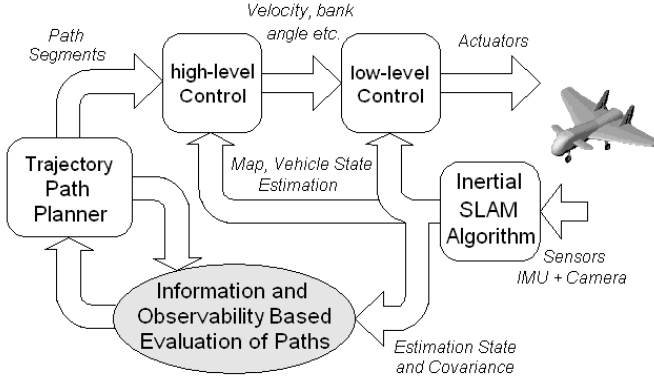 Path
Segments
Velocity, bank
angle etc.
Actuators
high-level
Control
low-level
Control
Trajectory
Path
Planner
Map, Vehicle State
Estimation
Inertial
SLAM
Algorithm
Sensors
IMU + Camera
Information and
Observability Based
Evaluation of Paths
Estimation State
and Covariance